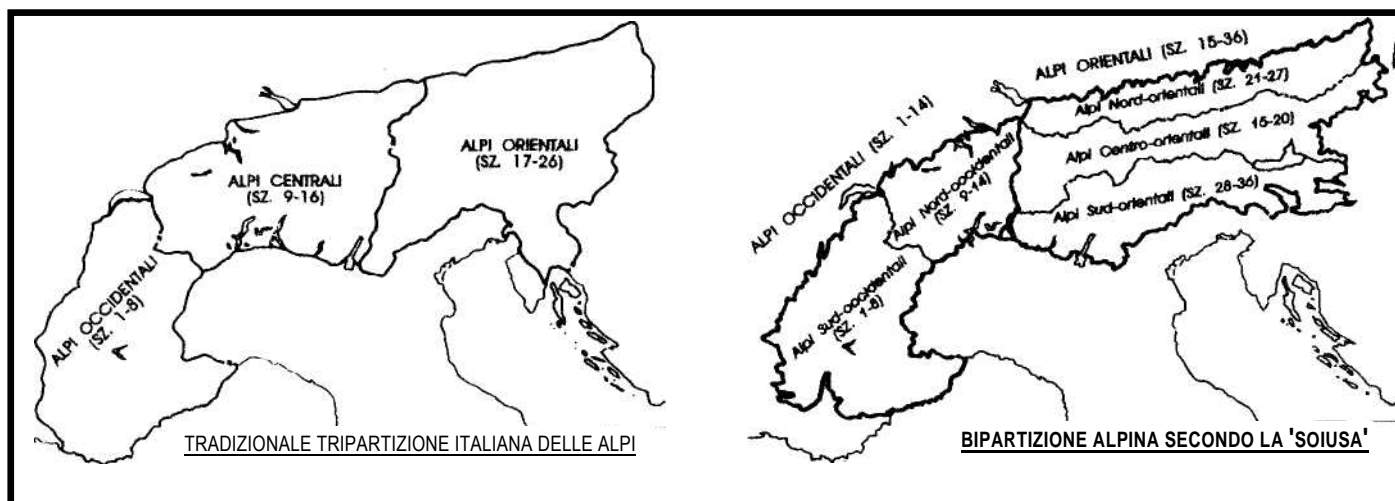 ALPI CENTRALI
(SZ. 9-16)
ALPI ORIENTALI
(SZ. 17-26)
ALPI OCCIDENTALI
(SZ. 1-8)
TRADIZIONALE TRIPARTIZIONE ITALIANA DELLE ALPI
ALPI ORIENTALI (SZ. 15-36)
Alpi Nord-orientali (SZ. 21-27)
Alpi Centro-orientali (SZ. 15-20)
Alpi Sud-orientali (SZ. 28-36)
ALPI OCCIDENTALI (SZ. 1-14)
Alpi Nord-occidentali
(SZ. 9-14)
Alpi Sud-occidentali
(SZ. 1-8)
BIPARTIZIONE ALPINA SECONDO LA 'SOIUSA'